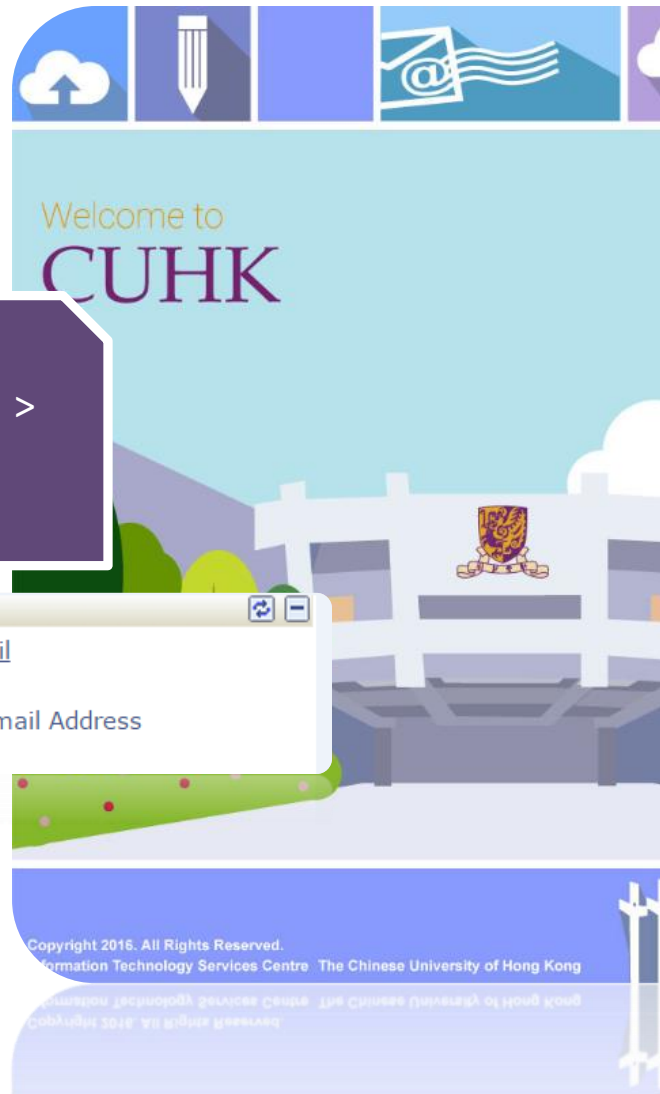 @
Welcome to
CUHK
>
il
mail Address
Copyright 2016. All Rights Reserved.
formation Technology Services Centre The Chinese University of Hong Kong